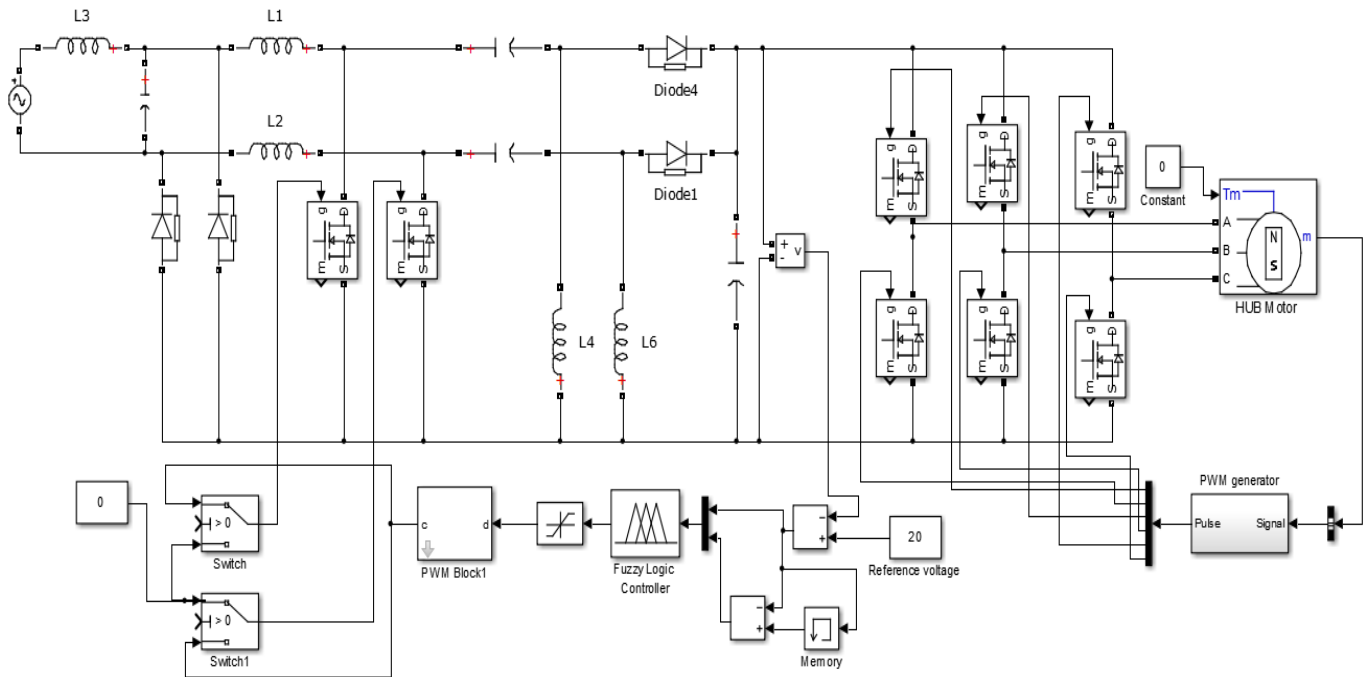 L3
L1
L2
Diode4
Diode1
L4
L6
g
D
m
S
g
D
m
S
g
D
m
S
g
D
m
S
g
D
m
S
g
D
m
S
g
D
m
S
g
D
m
S
+
-
v
0
Constant
Tm
A
B
C
N
S
m
HUB Motor
0
> 0
Switch
> 0
Switch1
c
d
PWM Block1
Fuzzy Logic
Controller
−
+
20
Reference voltage
−
+
Memory
PWM generator
Pulse
Signal